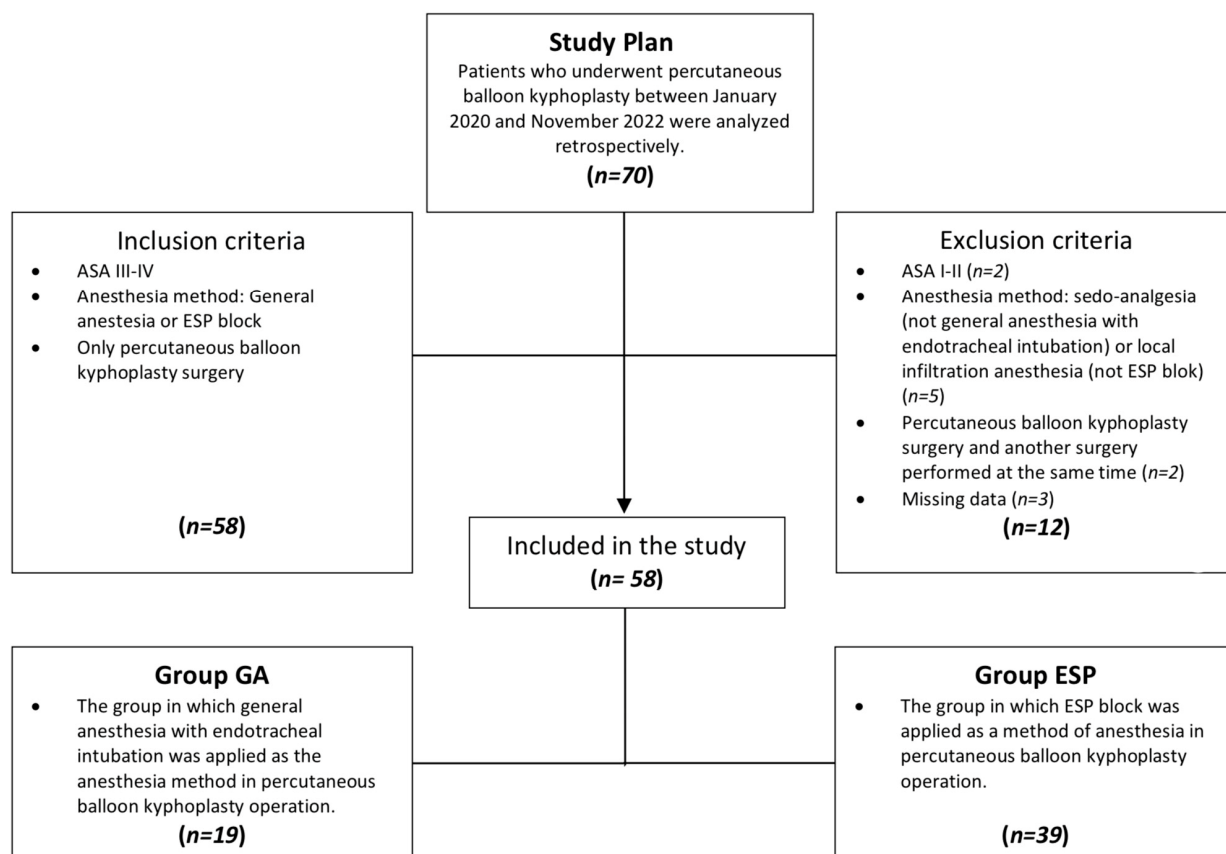 Study Plan
Patients who underwent percutaneous
balloon kyphoplasty between January
2020 and November 2022 were analyzed
retrospectively.
(n=70)
Inclusion criteria
• ASA III-IV
• Anesthesia method: General
anestesia or ESP block
• Only percutaneous balloon
kyphoplasty surgery
(n=58)
Exclusion criteria
• ASA I-II (n=2)
• Anesthesia method: sedo-analgesia
(not general anesthesia with
endotracheal intubation) or local
infiltration anesthesia (not ESP blok)
(n=5)
• Percutaneous balloon kyphoplasty
surgery and another surgery
performed at the same time (n=2)
• Missing data (n=3)
(n=12)
Included in the study
(n= 58)
Group GA
• The group in which general
anesthesia with endotracheal
intubation was applied as the
anesthesia method in percutaneous
balloon kyphoplasty operation.
(n=19)
Group ESP
• The group in which ESP block was
applied as a method of anesthesia in
percutaneous balloon kyphoplasty
operation.
(n=39)